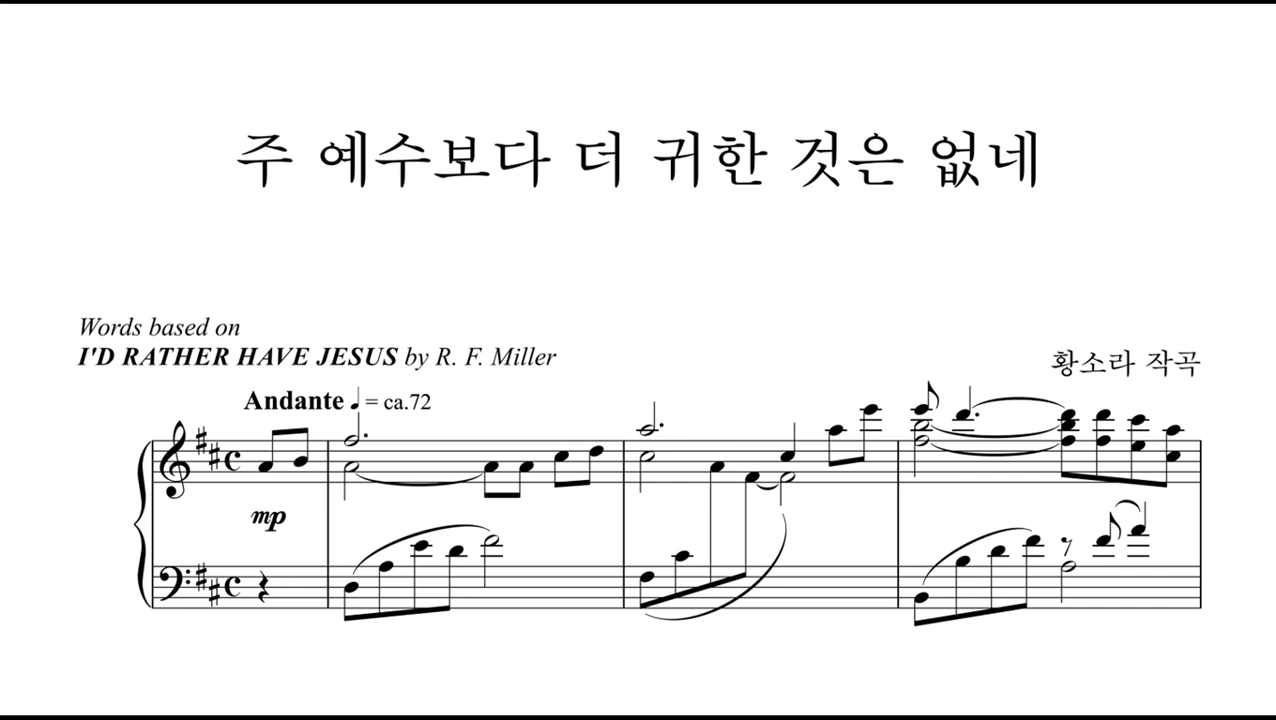 주 예수보다 더 귀한 것은 없네
Words based on
I'D RATHER HAVE JESUS by R. F. Miller
황소라 작곡
Andante ♩ = ca.72
mp